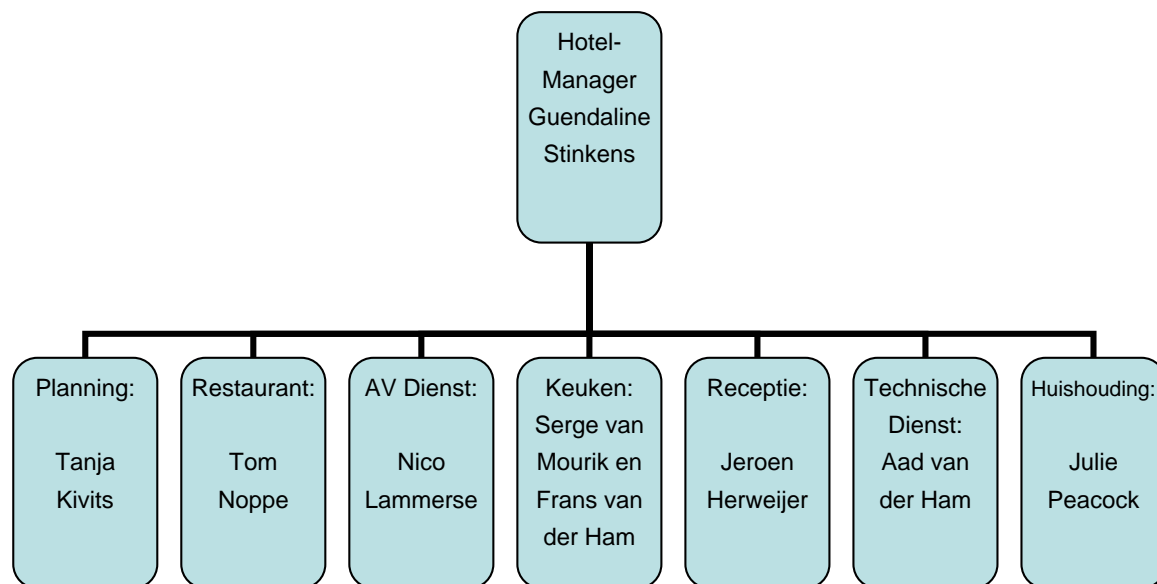 Hotel-
Manager
Guendaline
Stinkens
Planning:
Tanja
Kivits
Restaurant:
Tom
Noppe
AV Dienst:
Nico
Lammerse
Keuken:
Serge van
Mourik en
Frans van
der Ham
Receptie:
Jeroen
Herweijer
Technische
Dienst:
Aad van
der Ham
Huishouding:
Julie
Peacock